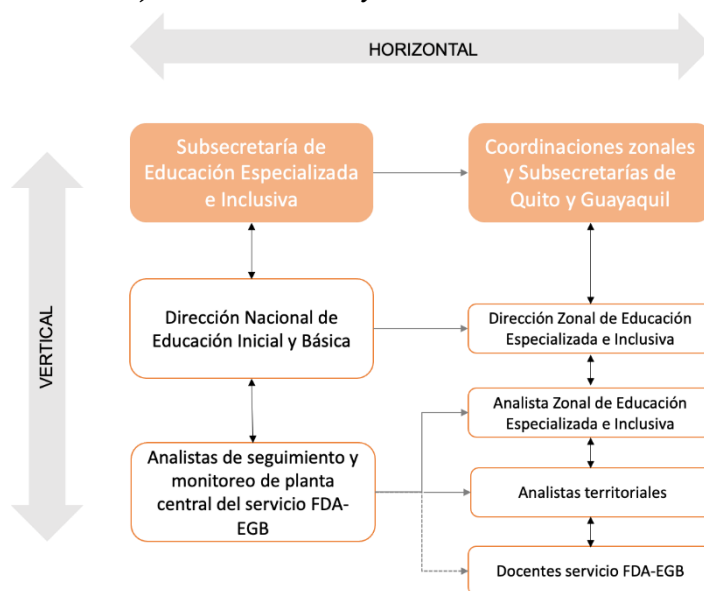 HORIZONTAL
VERTICAL
Subsecretaría de
Educación Especializada
e Inclusiva
Coordinaciones zonales
y Subsecretarías de
Quito y Guayaquil
Dirección Nacional de
Educación Inicial y Básica
Dirección Zonal de Educación
Especializada e Inclusiva
Analista Zonal de Educación
Especializada e Inclusiva
Analistas de seguimiento y
monitoreo de planta
central del servicio FDA-
EGB
Analistas territoriales
Docentes servicio FDA-EGB